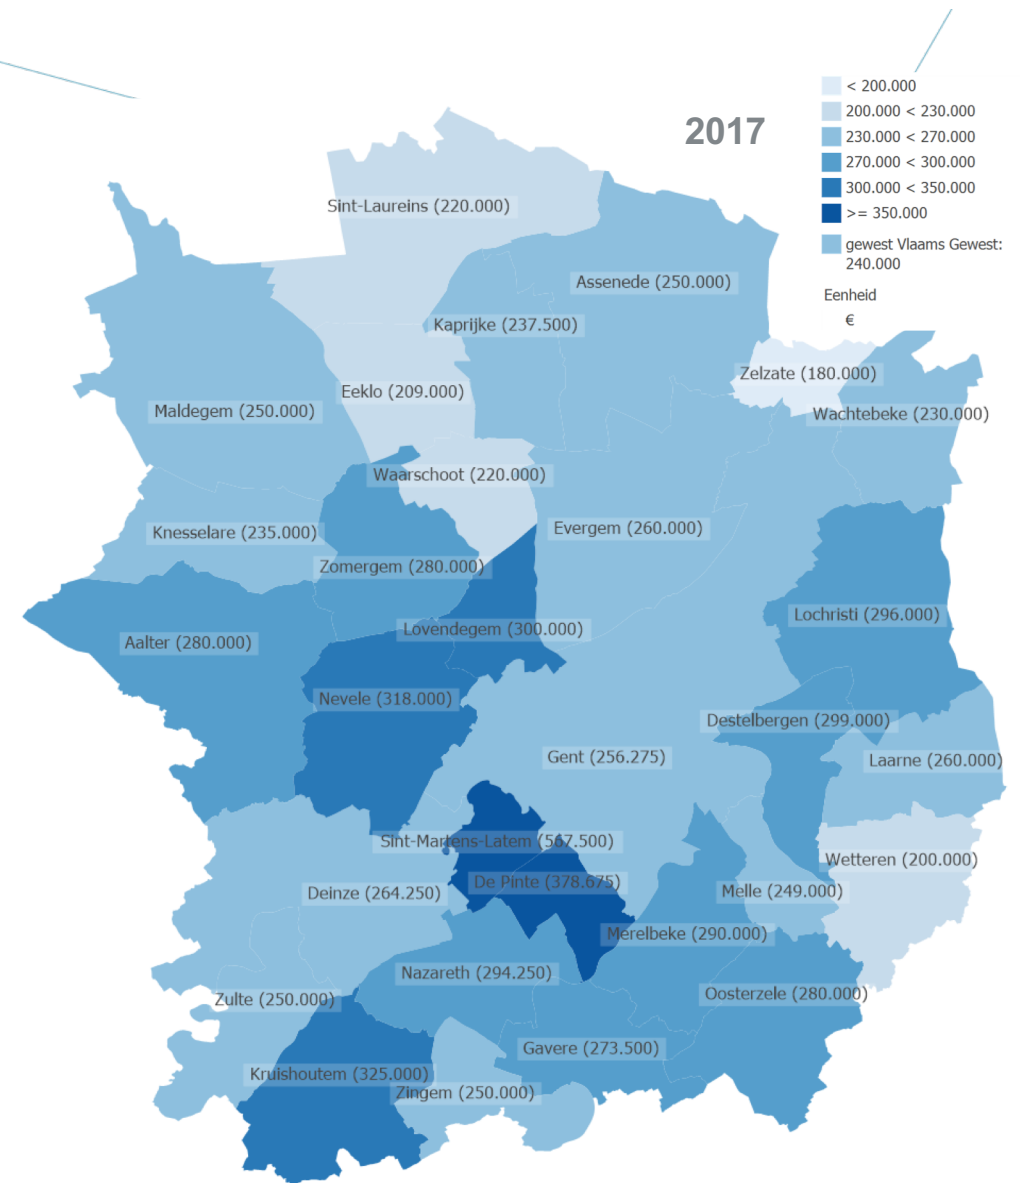 2017
< 200.000
200.000 < 230.000
230.000 < 270.000
270.000 < 300.000
300.000 < 350.000
>= 350.000
gewest Vlaams Gewest:
240.000
Eenheid
€
Sint-Laureins (220.000)
Assenede (250.000)
Kaprijke (237.500)
Zelzate (180.000)
Eeklo (209.000)
Maldegem (250.000)
Wachtebeke (230.000)
Waarschoot (220.000)
Knesselare (235.000)
Evergem (260.000)
Zomergem (280.000)
Lochristi (296.000)
Lovendegem (300.000)
Aalter (280.000)
Nevele (318.000)
Destelbergen (299.000)
Gent (256.275)
Laarne (260.000)
Sint-Martens-Latem (567.500)
Wetteren (200.000)
De Pinte (378.675)
Deinze (264.250)
Melle (249.000)
Merelbeke (290.000)
Nazareth (294.250)
Oosterzele (280.000)
Zulte (250.000)
Gavere (273.500)
Kruishoutem (325.000)
Zingem (250.000)